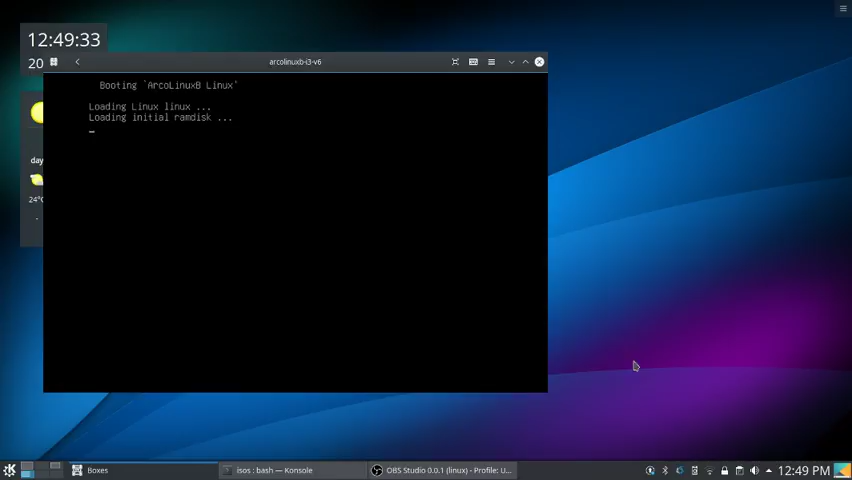 12:49:33
20
arcolinuxb-i3-v6
Booting `ArcoLinuxB Linux'
Loading Linux linux ...
Loading initial ramdisk ...
day
24°C
Boxes
isos : bash — Konsole
OBS Studio 0.0.1 (linux) - Profile: U...
12:49 PM